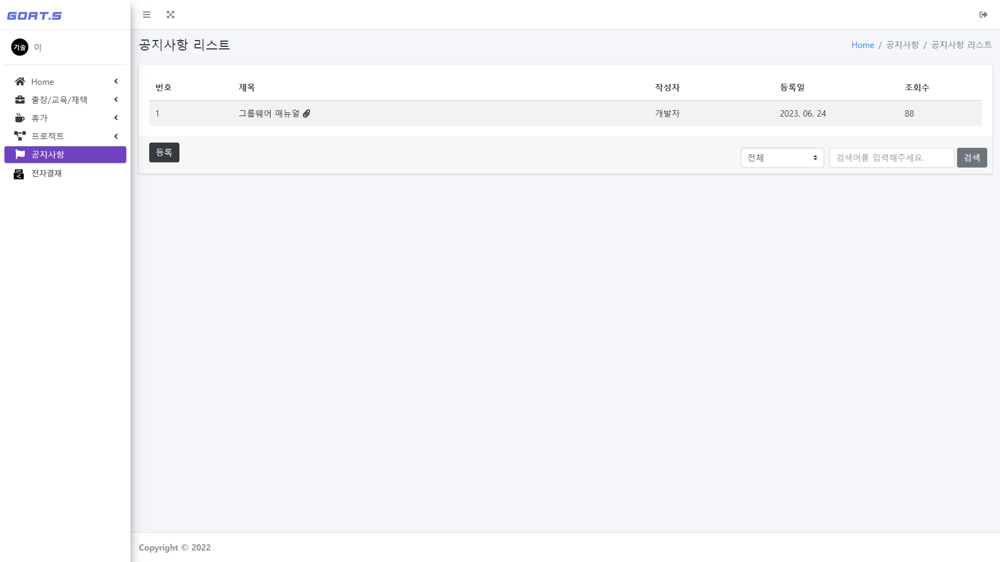 GOAT.S
기술 이
Home
출장/교육/재택
휴가
프로젝트
공지사항
전자결재
공지사항 리스트
Home / 공지사항 / 공지사항 리스트
번호 제목 작성자 등록일 조회수
1 그룹웨어 매뉴얼 개발자 2023. 06. 24 88
등록
전체 검색어를 입력해주세요. 검색
Copyright © 2022